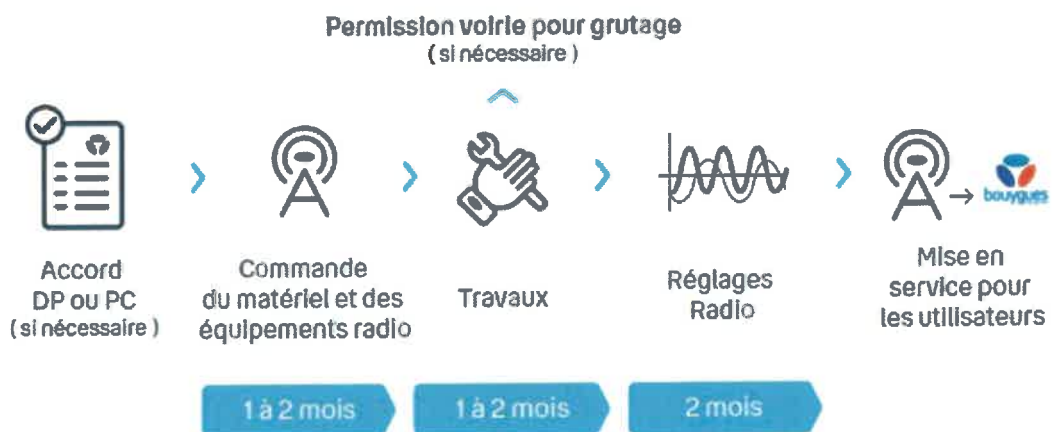 Permission voirie pour grutage
( si nécessaire )
Accord
DP ou PC
( si nécessaire )
Commande
du matériel et des
équipements radio
Travaux
Réglages
Radio
bouygues
Mise en
service pour
les utilisateurs
1 à 2 mois
1 à 2 mois
2 mois